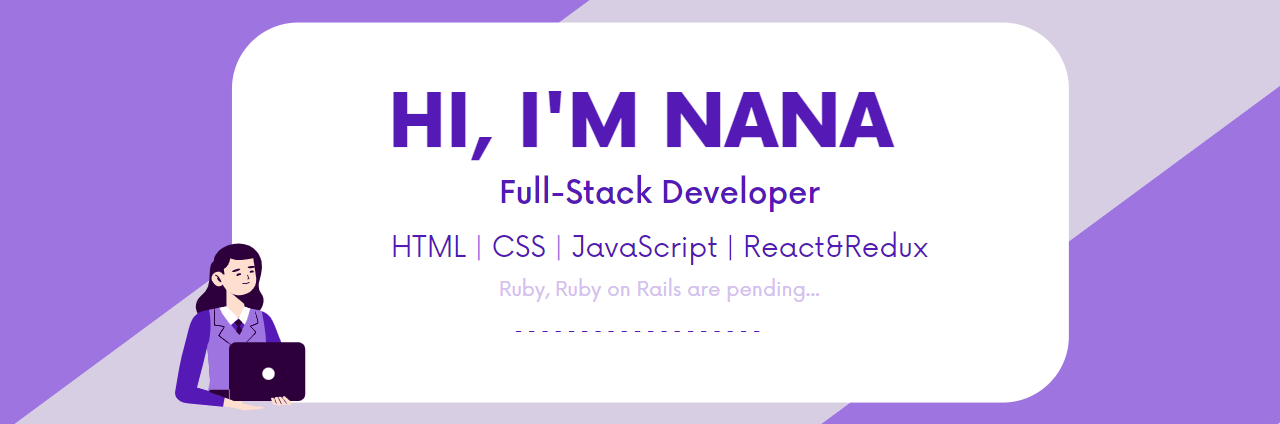 HI, I'M NANA
Full-Stack Developer
HTML | CSS | JavaScript | React&Redux
Ruby, Ruby on Rails are pending...
- - - - - - - - - - - - - - - - - - -